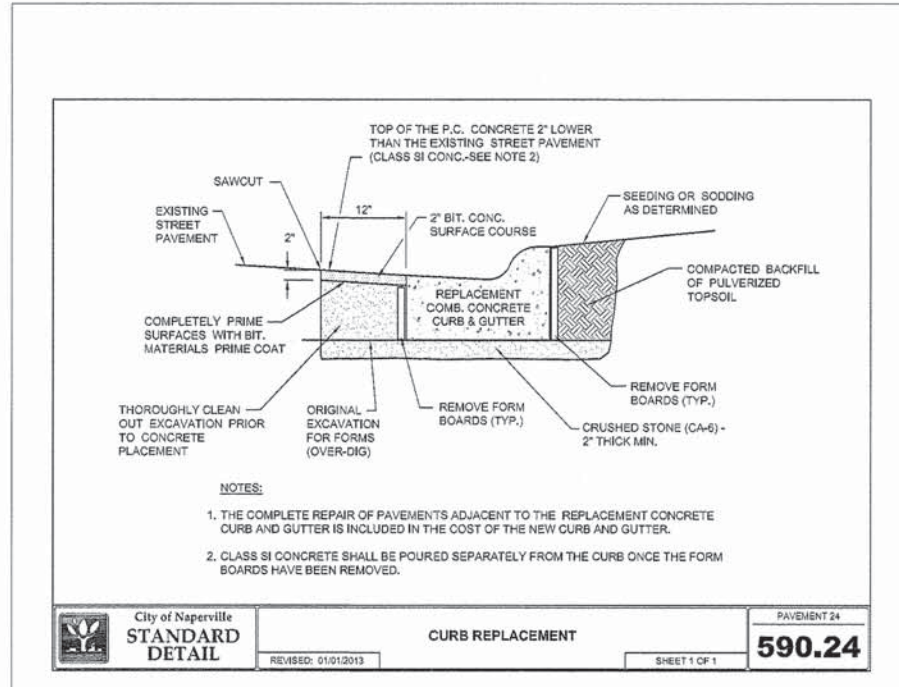 TOP OF THE P.C. CONCRETE 2" LOWER
THAN THE EXISTING STREET PAVEMENT
(CLASS SI CONC.-SEE NOTE 2)
SAWCUT
EXISTING
STREET
PAVEMENT
12"
2"
2" BIT. CONC.
SURFACE COURSE
SEEDING OR SODDING
AS DETERMINED
COMPACTED BACKFILL
OF PULVERIZED
TOPSOIL
REPLACEMENT
COMB. CONCRETE
CURB & GUTTER
COMPLETELY PRIME
SURFACES WITH BIT.
MATERIALS PRIME COAT
THOROUGHLY CLEAN
OUT EXCAVATION PRIOR
TO CONCRETE
PLACEMENT
ORIGINAL
EXCAVATION
FOR FORMS
(OVER-DIG)
REMOVE FORM
BOARDS (TYP.)
REMOVE FORM
BOARDS (TYP.)
CRUSHED STONE (CA-6) -
2" THICK MIN.
NOTES:
1. THE COMPLETE REPAIR OF PAVEMENTS ADJACENT TO THE REPLACEMENT CONCRETE
CURB AND GUTTER IS INCLUDED IN THE COST OF THE NEW CURB AND GUTTER.
2. CLASS SI CONCRETE SHALL BE POURED SEPARATELY FROM THE CURB ONCE THE FORM
BOARDS HAVE BEEN REMOVED.
City of Naperville
STANDARD
DETAIL
CURB REPLACEMENT
REVISED: 01/01/2013
SHEET 1 OF 1
PAVEMENT 24
590.24